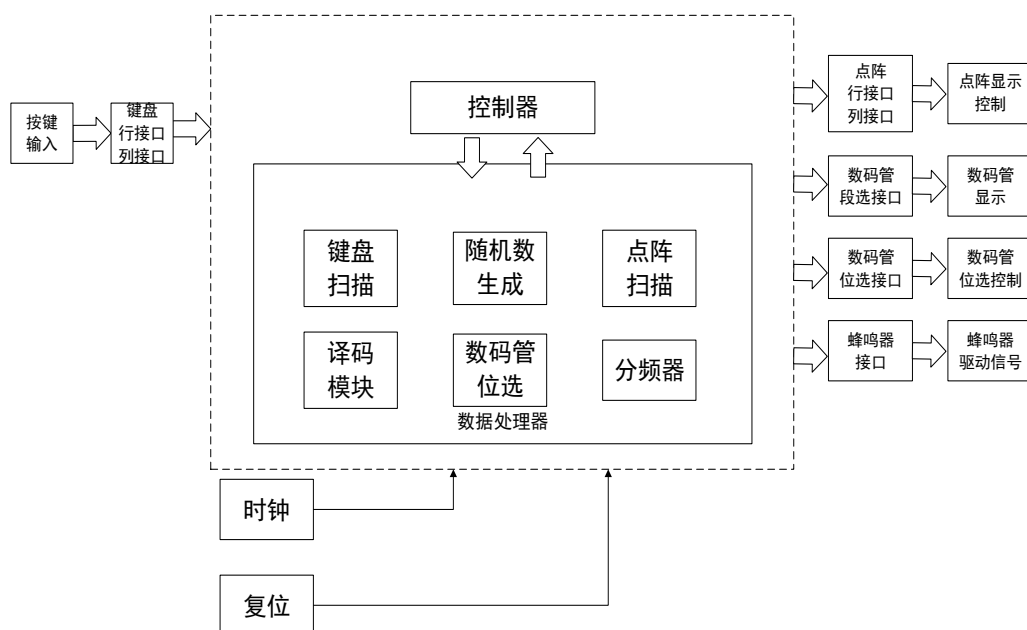 按键
输入
键盘
行接口
列接口
控制器
键盘
扫描
随机数
生成
点阵
扫描
译码
模块
数码管
位选
分频器
数据处理器
点阵
行接口
列接口
点阵显示
控制
数码管
段选接口
数码管
显示
数码管
位选接口
数码管
位选控制
蜂鸣器
接口
蜂鸣器
驱动信号
时钟
复位